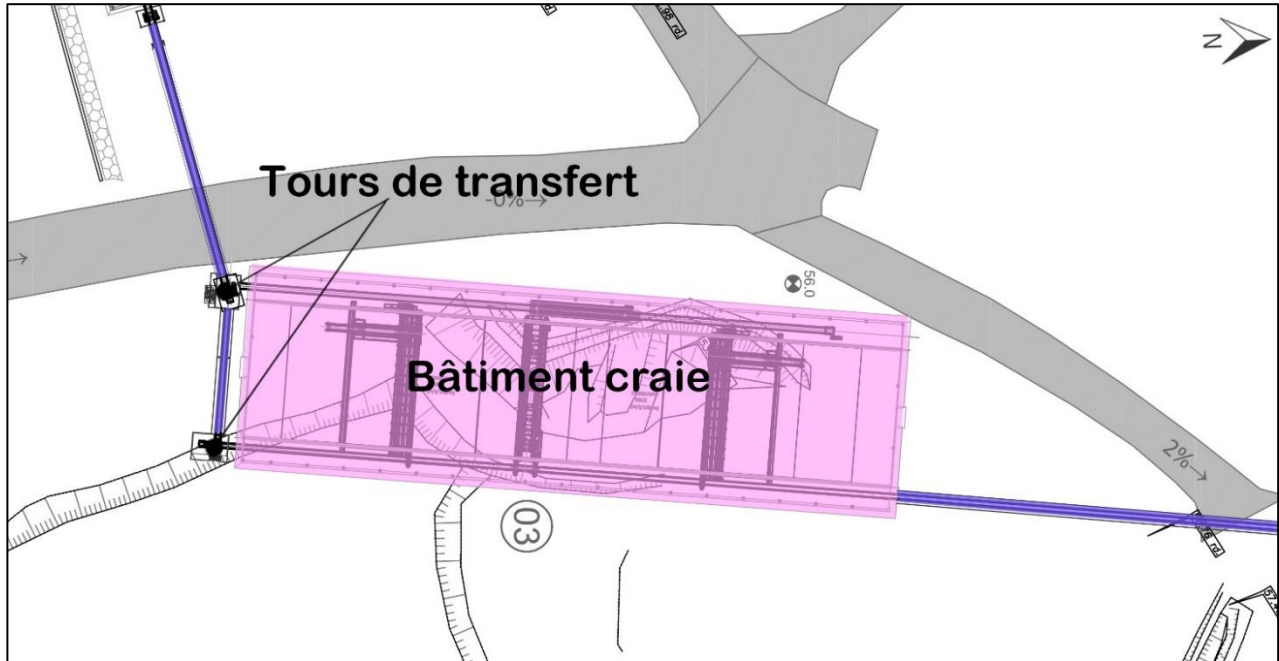 N
Tours de transfert
-0%→
→
56.0
Bâtiment craie
2%→
03